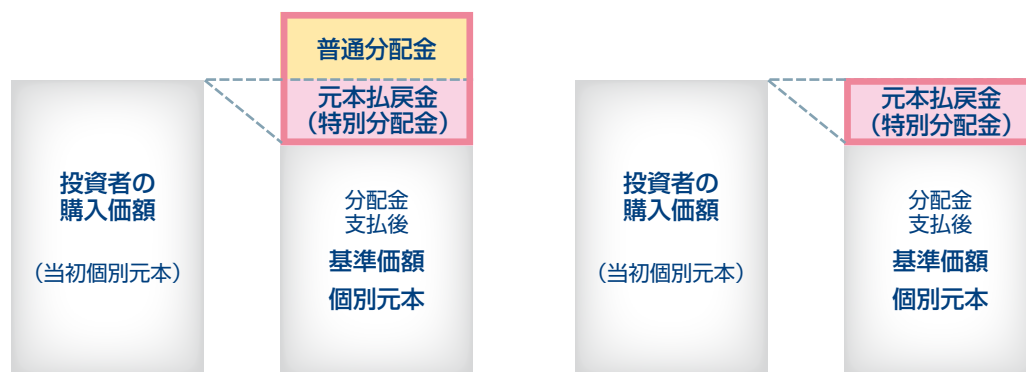 普通分配金
元本払戻金
（特別分配金）
投資者の
購入価額
（当初個別元本）
分配金
支払後
基準価額
個別元本
元本払戻金
（特別分配金）
投資者の
購入価額
（当初個別元本）
分配金
支払後
基準価額
個別元本